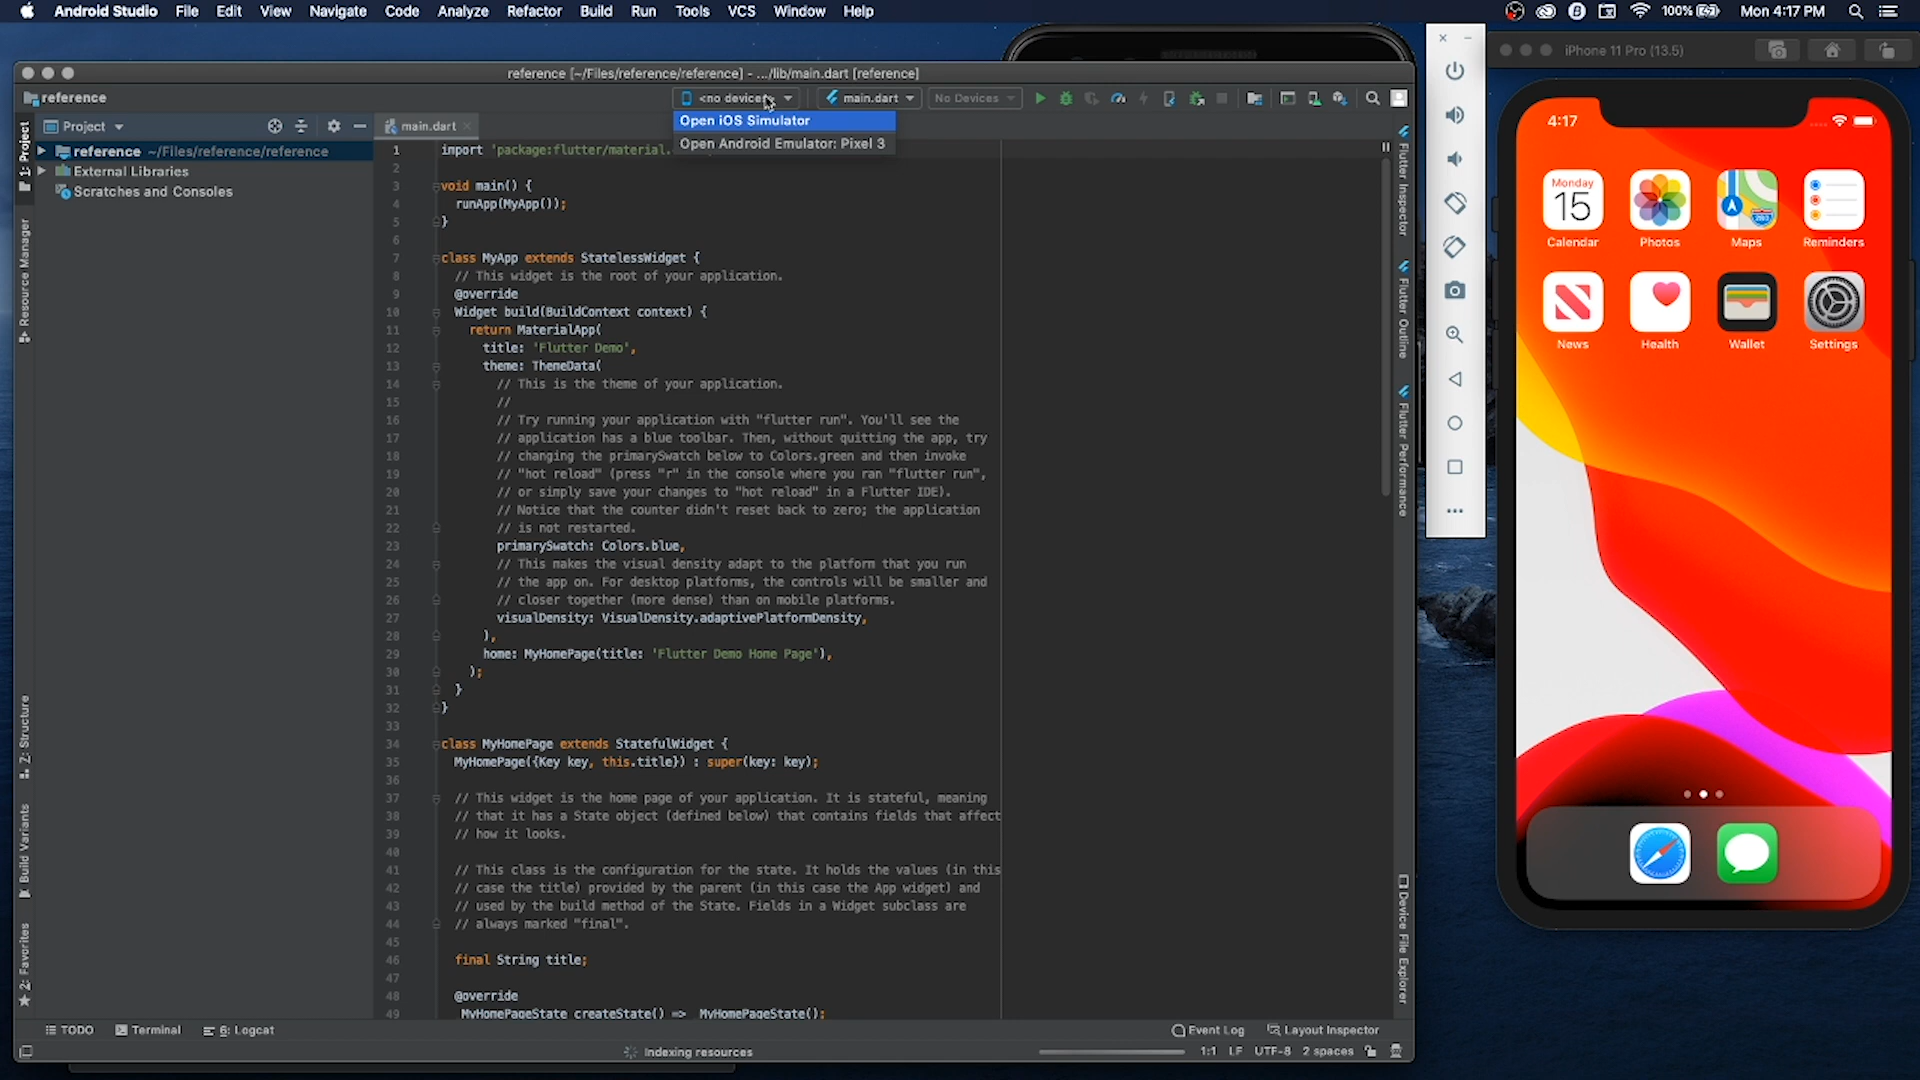 Android Studio File Edit View Navigate Code Analyze Refactor Build Run Tools VCS Window Help
100% Mon 4:17 PM
reference [~/Files/reference/reference] - .../lib/main.dart [reference]
reference
<no device
main.dart
No Devices
Open iOS Simulator
Open Android Emulator: Pixel 3
Project
main.dart
reference ~/Files/reference/reference
External Libraries
Scratches and Consoles
1: Project
Resource Manager
Z: Structure
Build Variants
2: Favorites
1 import 'package:flutter/material.
2
3 void main() {
4 runApp(MyApp());
5 }
6
7 class MyApp extends StatelessWidget {
8 // This widget is the root of your application.
9 @override
10 Widget build(BuildContext context) {
11 return MaterialApp(
12 title: 'Flutter Demo',
13 theme: ThemeData(
14 // This is the theme of your application.
15 //
16 // Try running your application with "flutter run". You'll see the
17 // application has a blue toolbar. Then, without quitting the app, try
18 // changing the primarySwatch below to Colors.green and then invoke
19 // "hot reload" (press "r" in the console where you ran "flutter run",
20 // or simply save your changes to "hot reload" in a Flutter IDE).
21 // Notice that the counter didn't reset back to zero; the application
22 // is not restarted.
23 primarySwatch: Colors.blue,
24 // This makes the visual density adapt to the platform that you run
25 // the app on. For desktop platforms, the controls will be smaller and
26 // closer together (more dense) than on mobile platforms.
27 visualDensity: VisualDensity.adaptivePlatformDensity,
28 ),
29 home: MyHomePage(title: 'Flutter Demo Home Page'),
30 );
31 }
32 }
33
34 class MyHomePage extends StatefulWidget {
35 MyHomePage({Key key, this.title}) : super(key: key);
36
37 // This widget is the home page of your application. It is stateful, meaning
38 // that it has a State object (defined below) that contains fields that affect
39 // how it looks.
40
41 // This class is the configuration for the state. It holds the values (in this
42 // case the title) provided by the parent (in this case the App widget) and
43 // used by the build method of the State. Fields in a Widget subclass are
44 // always marked "final".
45
46 final String title;
47
48 @override
49 _MyHomePageState createState() => _MyHomePageState();
Flutter Inspector
Flutter Outline
Flutter Performance
Device File Explorer
TODO Terminal 6: Logcat
Event Log Layout Inspector
Indexing resources
1:1 LF UTF-8 2 spaces
iPhone 11 Pro (13.5)
4:17
Monday
15
280
Calendar Photos Maps Reminders
News Health Wallet Settings